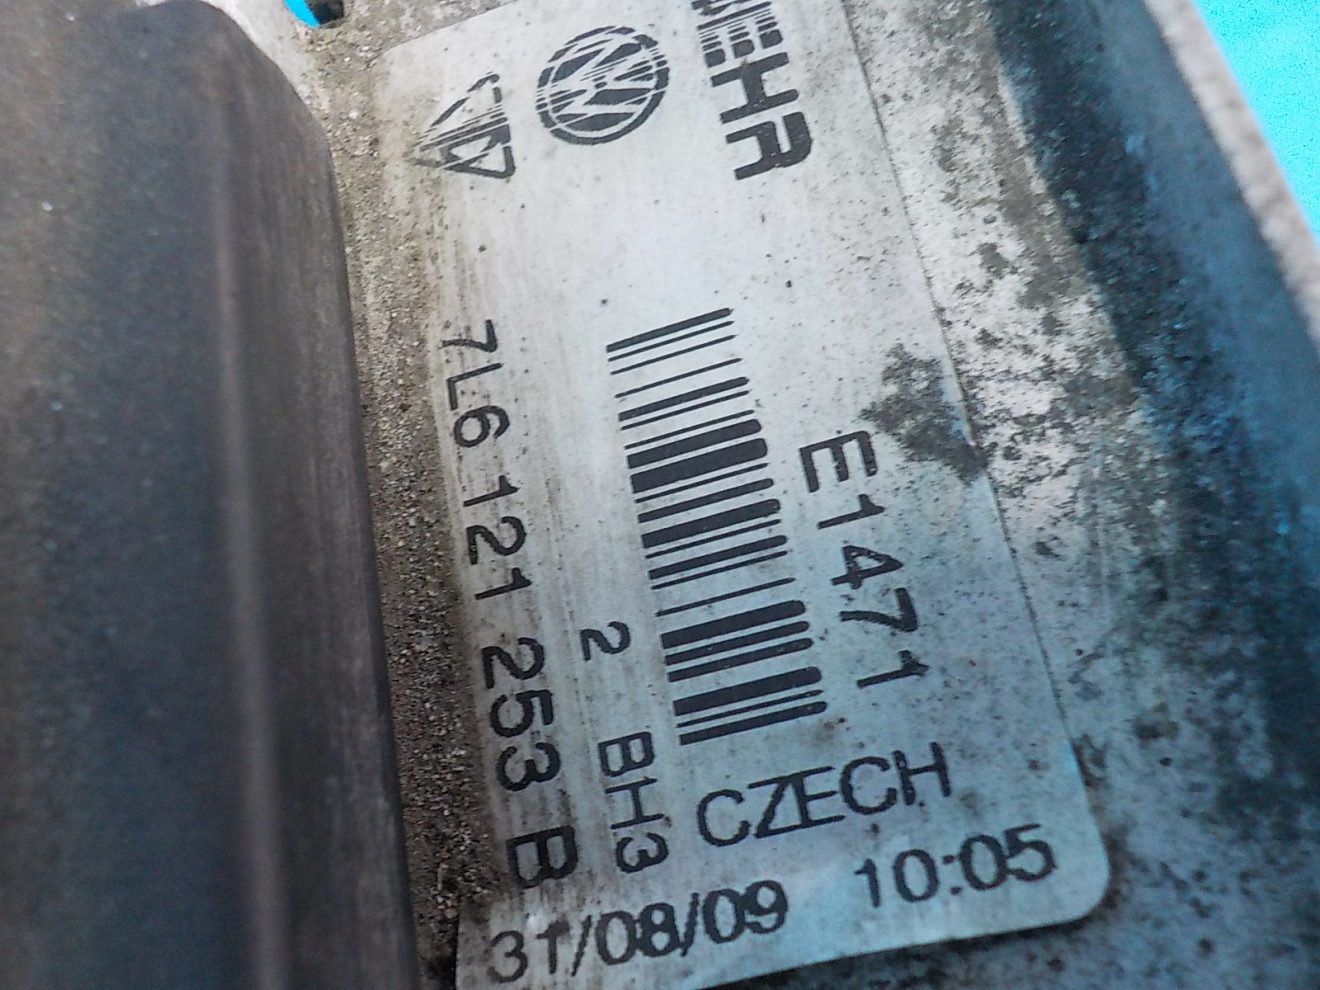 BEHR
E1471
2 BH3
7L6 121 253 B
CZECH
31/08/09 10:05